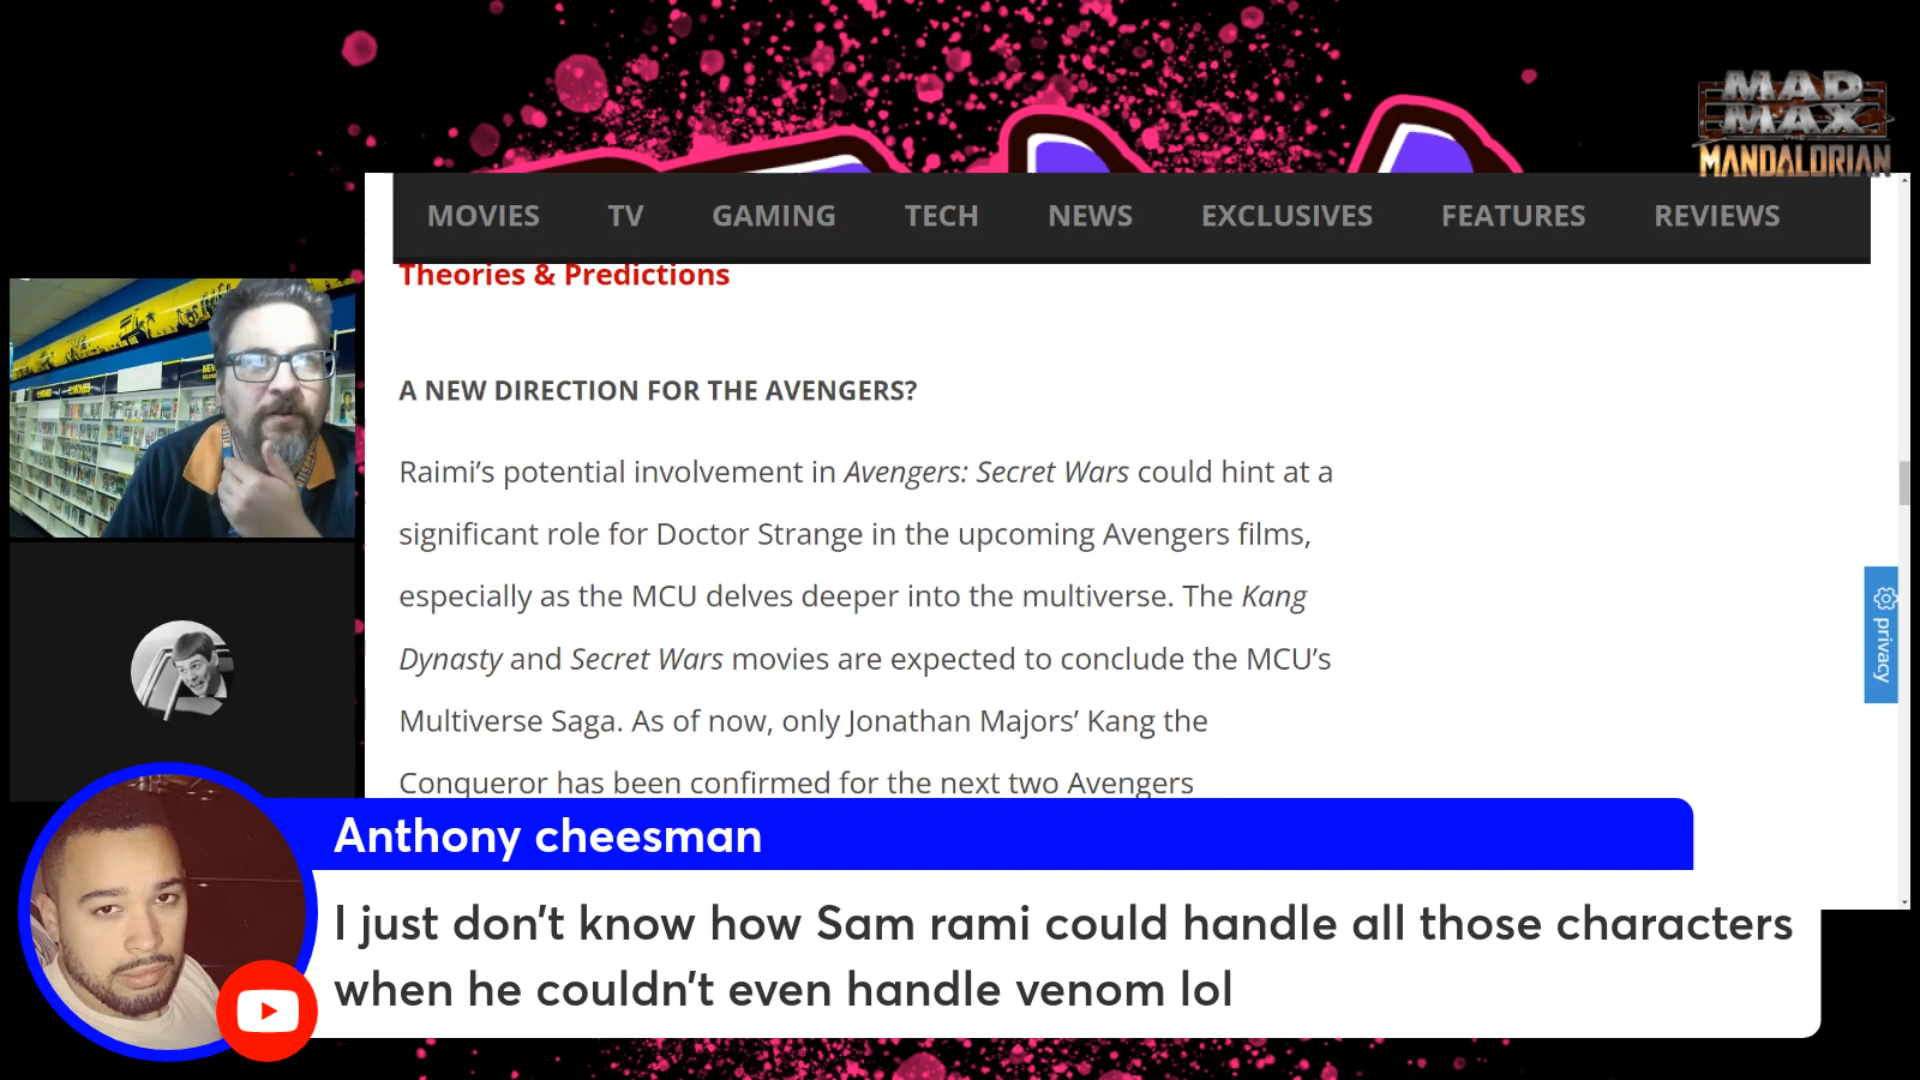 MAD
MAX
THE
MANDALORIAN
MOVIES TV GAMING TECH NEWS EXCLUSIVES FEATURES REVIEWS
Theories & Predictions
A NEW DIRECTION FOR THE AVENGERS?
Raimi’s potential involvement in Avengers: Secret Wars could hint at a
significant role for Doctor Strange in the upcoming Avengers films,
especially as the MCU delves deeper into the multiverse. The Kang
Dynasty and Secret Wars movies are expected to conclude the MCU’s
Multiverse Saga. As of now, only Jonathan Majors’ Kang the
Conqueror has been confirmed for the next two Avengers
privacy
Anthony cheesman
I just don’t know how Sam rami could handle all those characters
when he couldn’t even handle venom lol